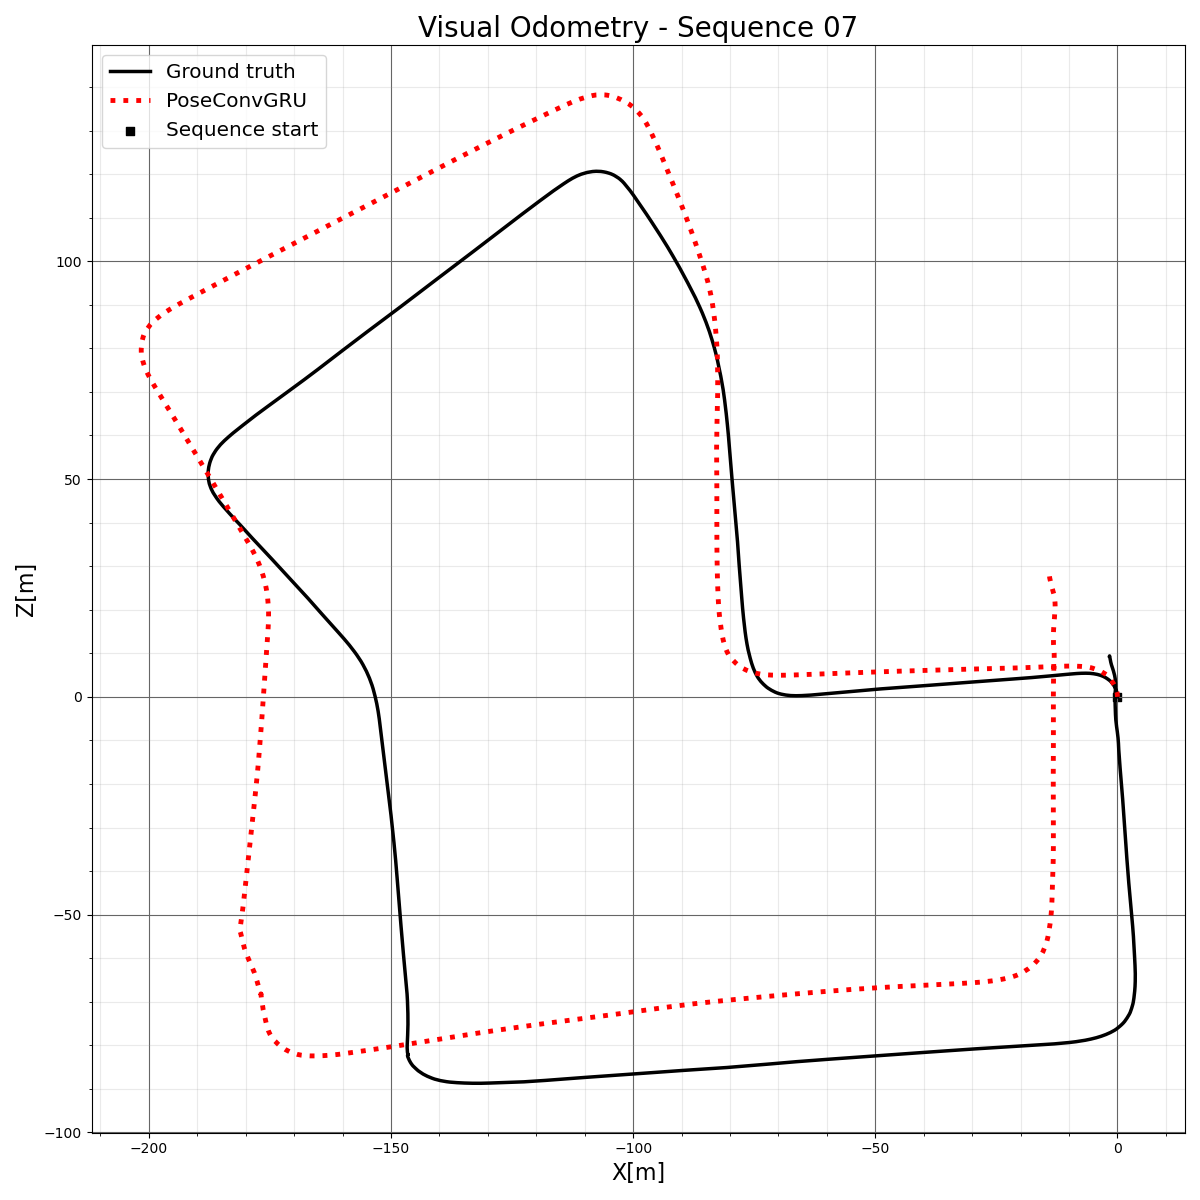 Visual Odometry - Sequence 07
Ground truth
PoseConvGRU
Sequence start
Z[m]
100
50
0
−50
−100
−200
−150
−100
−50
0
X[m]